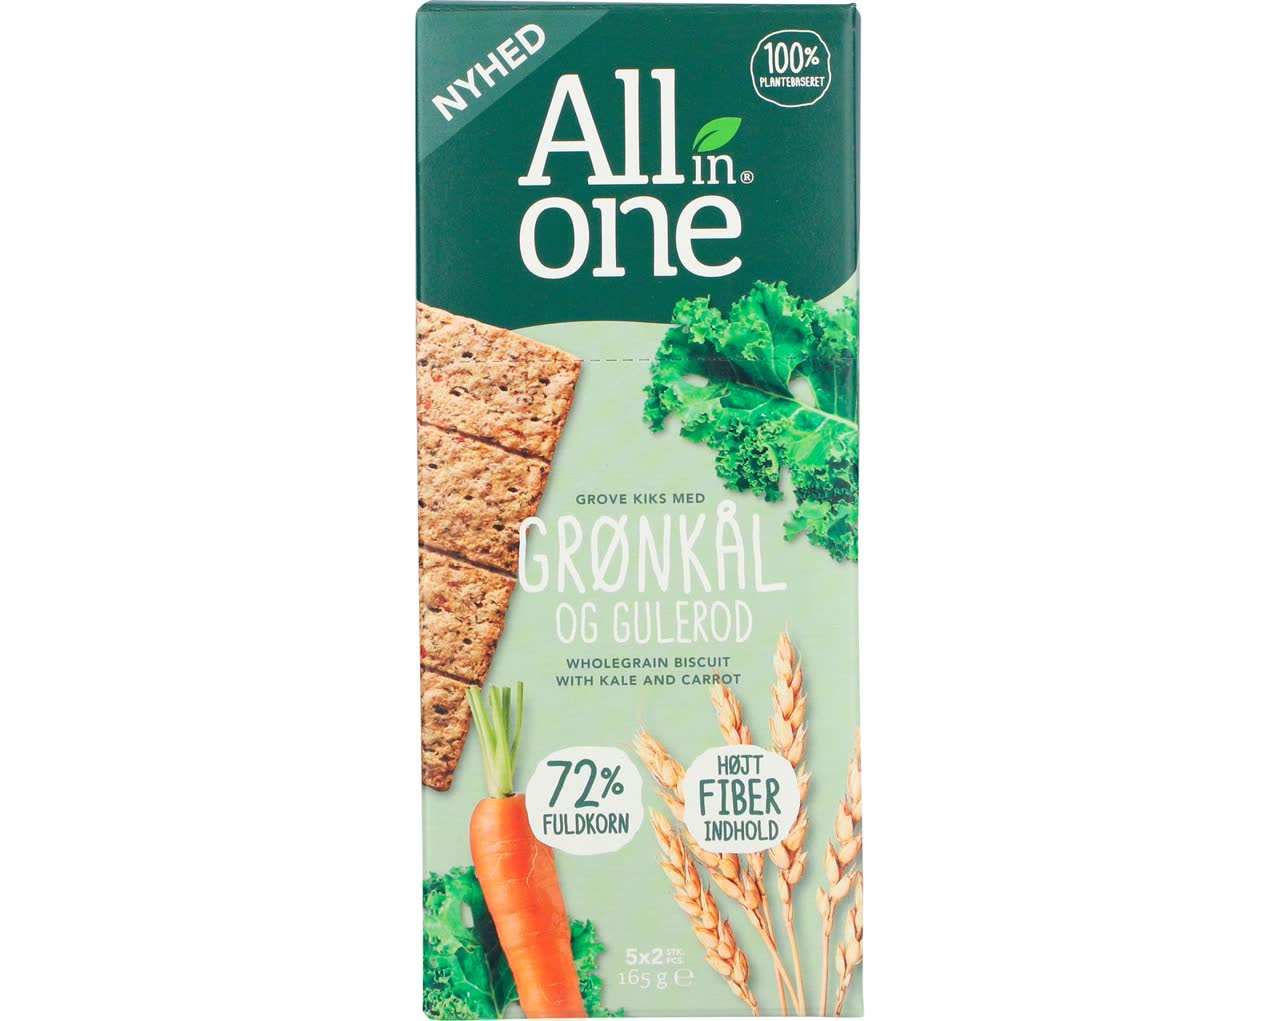 NYHED
100%
PLANTEBASERET
All
in®
one
GROVE KIKS MED
GRØNKÅL
OG GULEROD
WHOLEGRAIN BISCUIT
WITH KALE AND CARROT
72%
FULDKORN
HØJT
FIBER
INDHOLD
5x2 STK.
PCS.
165 g ℮